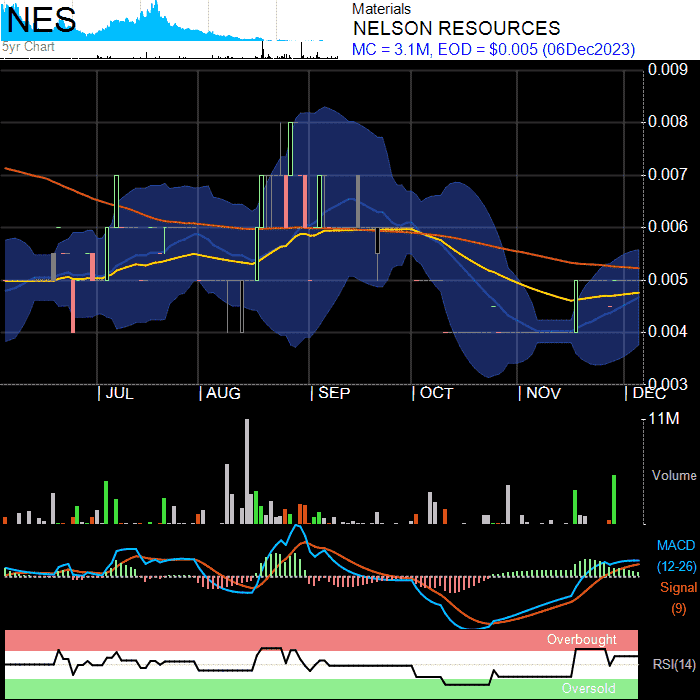 NES
5yr Chart
Materials
NELSON RESOURCES
MC = 3.1M, EOD = $0.005 (06Dec2023)
0.009
0.008
0.007
0.006
0.005
0.004
0.003
| JUL | AUG | SEP | OCT | NOV | DEC
11M
Volume
MACD
(12-26)
Signal
(9)
Overbought
RSI(14)
Oversold